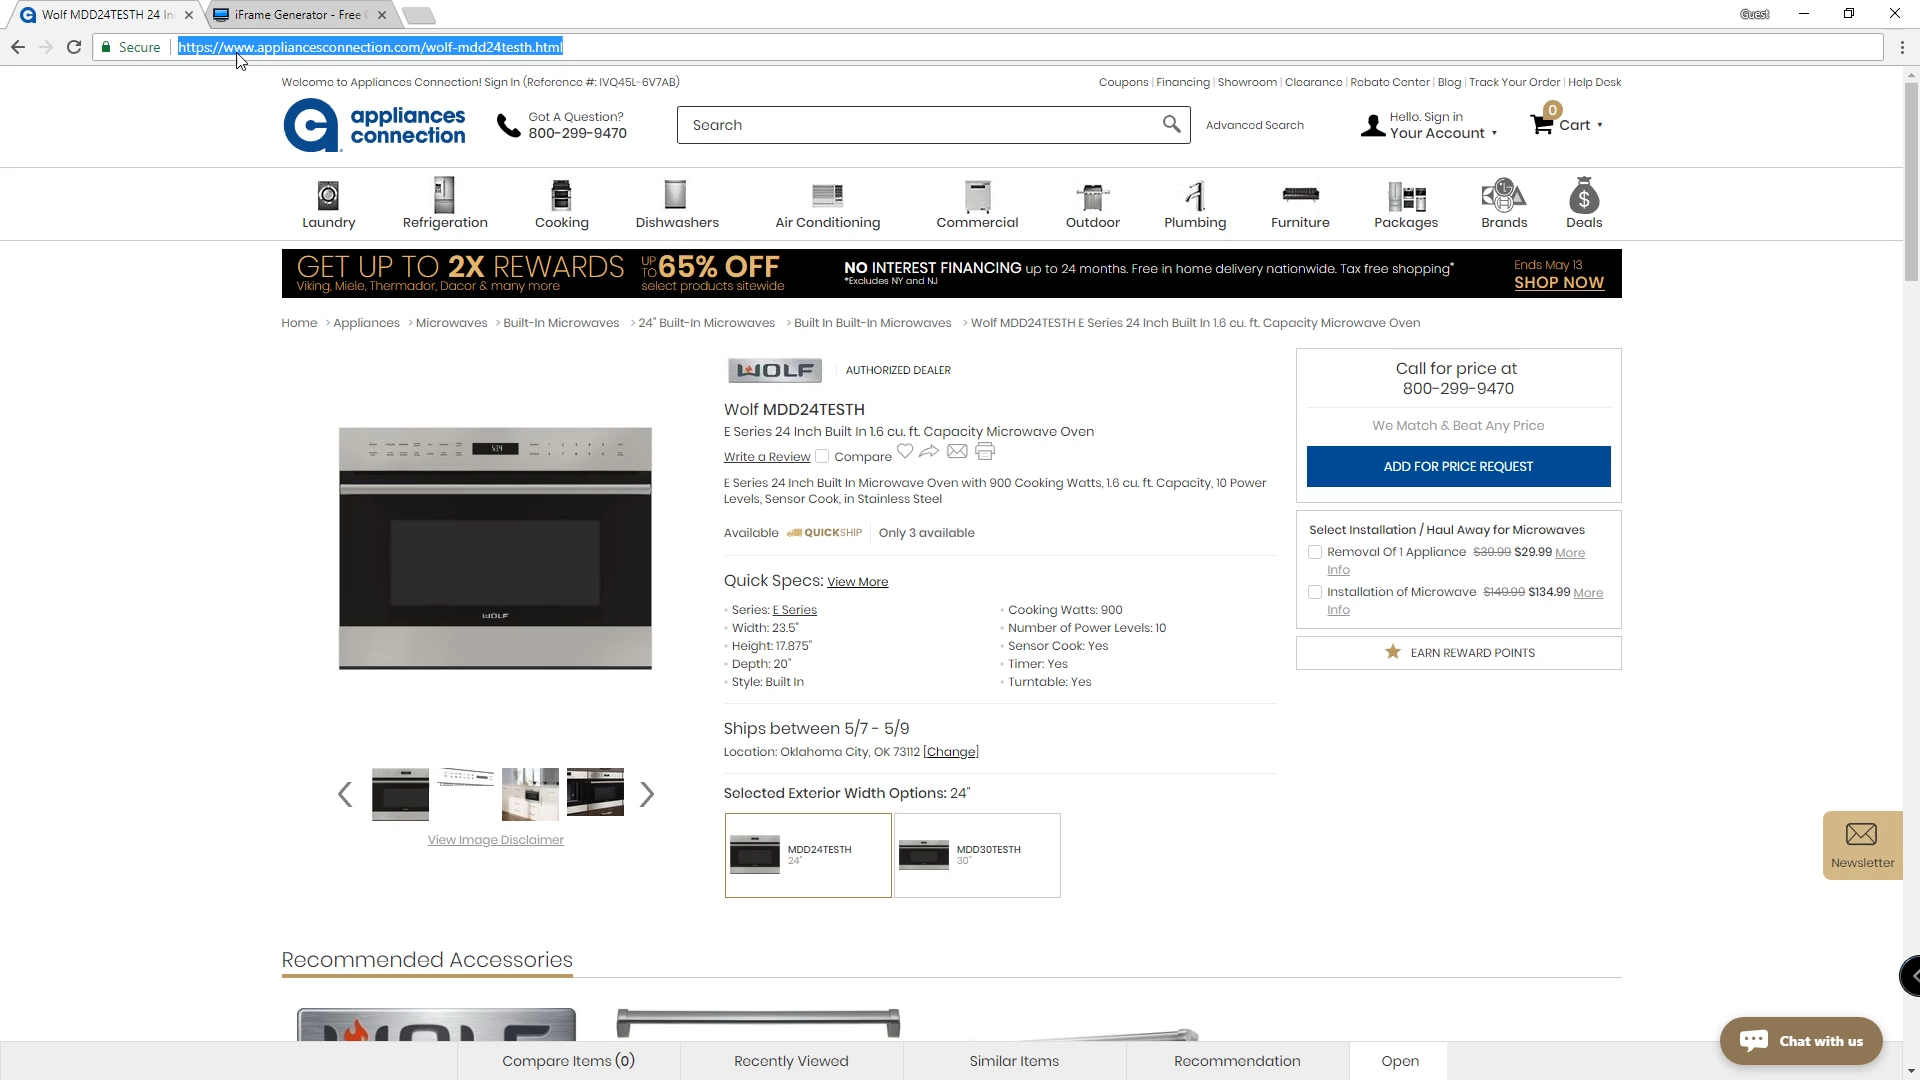 Wolf MDD24TESTH 24 In
iFrame Generator - Free
Guest
Secure
https://www.appliancesconnection.com/wolf-mdd24testh.html
Welcome to Appliances Connection! Sign In (Reference #: IVQ45L-6V7AB)
Coupons | Financing | Showroom | Clearance | Rebate Center | Blog | Track Your Order | Help Desk
appliances
connection
Got A Question?
800-299-9470
Search
Advanced Search
Hello. Sign in
Your Account
0
Cart
Laundry
Refrigeration
Cooking
Dishwashers
Air Conditioning
Commercial
Outdoor
Plumbing
Furniture
Packages
Brands
Deals
GET UP TO 2X REWARDS
Viking, Miele, Thermador, Dacor & many more
UP TO 65% OFF
select products sitewide
NO INTEREST FINANCING up to 24 months. Free in home delivery nationwide. Tax free shopping*
*Excludes NY and NJ
Ends May 13
SHOP NOW
Home > Appliances > Microwaves > Built-In Microwaves > 24" Built-In Microwaves > Built In Built-In Microwaves > Wolf MDD24TESTH E Series 24 Inch Built In 1.6 cu. ft. Capacity Microwave Oven
WOLF
AUTHORIZED DEALER
Wolf MDD24TESTH
E Series 24 Inch Built In 1.6 cu. ft. Capacity Microwave Oven
Write a Review
Compare
E Series 24 Inch Built In Microwave Oven with 900 Cooking Watts, 1.6 cu. ft. Capacity, 10 Power
Levels, Sensor Cook, in Stainless Steel
Available QUICKSHIP Only 3 available
Quick Specs: View More
Series: E Series
Width: 23.5"
Height: 17.875"
Depth: 20"
Style: Built In
Cooking Watts: 900
Number of Power Levels: 10
Sensor Cook: Yes
Timer: Yes
Turntable: Yes
Ships between 5/7 - 5/9
Location: Oklahoma City, OK 73112 [Change]
Selected Exterior Width Options: 24"
MDD24TESTH
24"
MDD30TESTH
30"
5:34
WOLF
View Image Disclaimer
Call for price at
800-299-9470
We Match & Beat Any Price
ADD FOR PRICE REQUEST
Select Installation / Haul Away for Microwaves
Removal Of 1 Appliance $39.99 $29.99 More
Info
Installation of Microwave $149.99 $134.99 More
Info
EARN REWARD POINTS
Newsletter
Recommended Accessories
WOLF
Chat with us
Compare Items (0)
Recently Viewed
Similar Items
Recommendation
Open